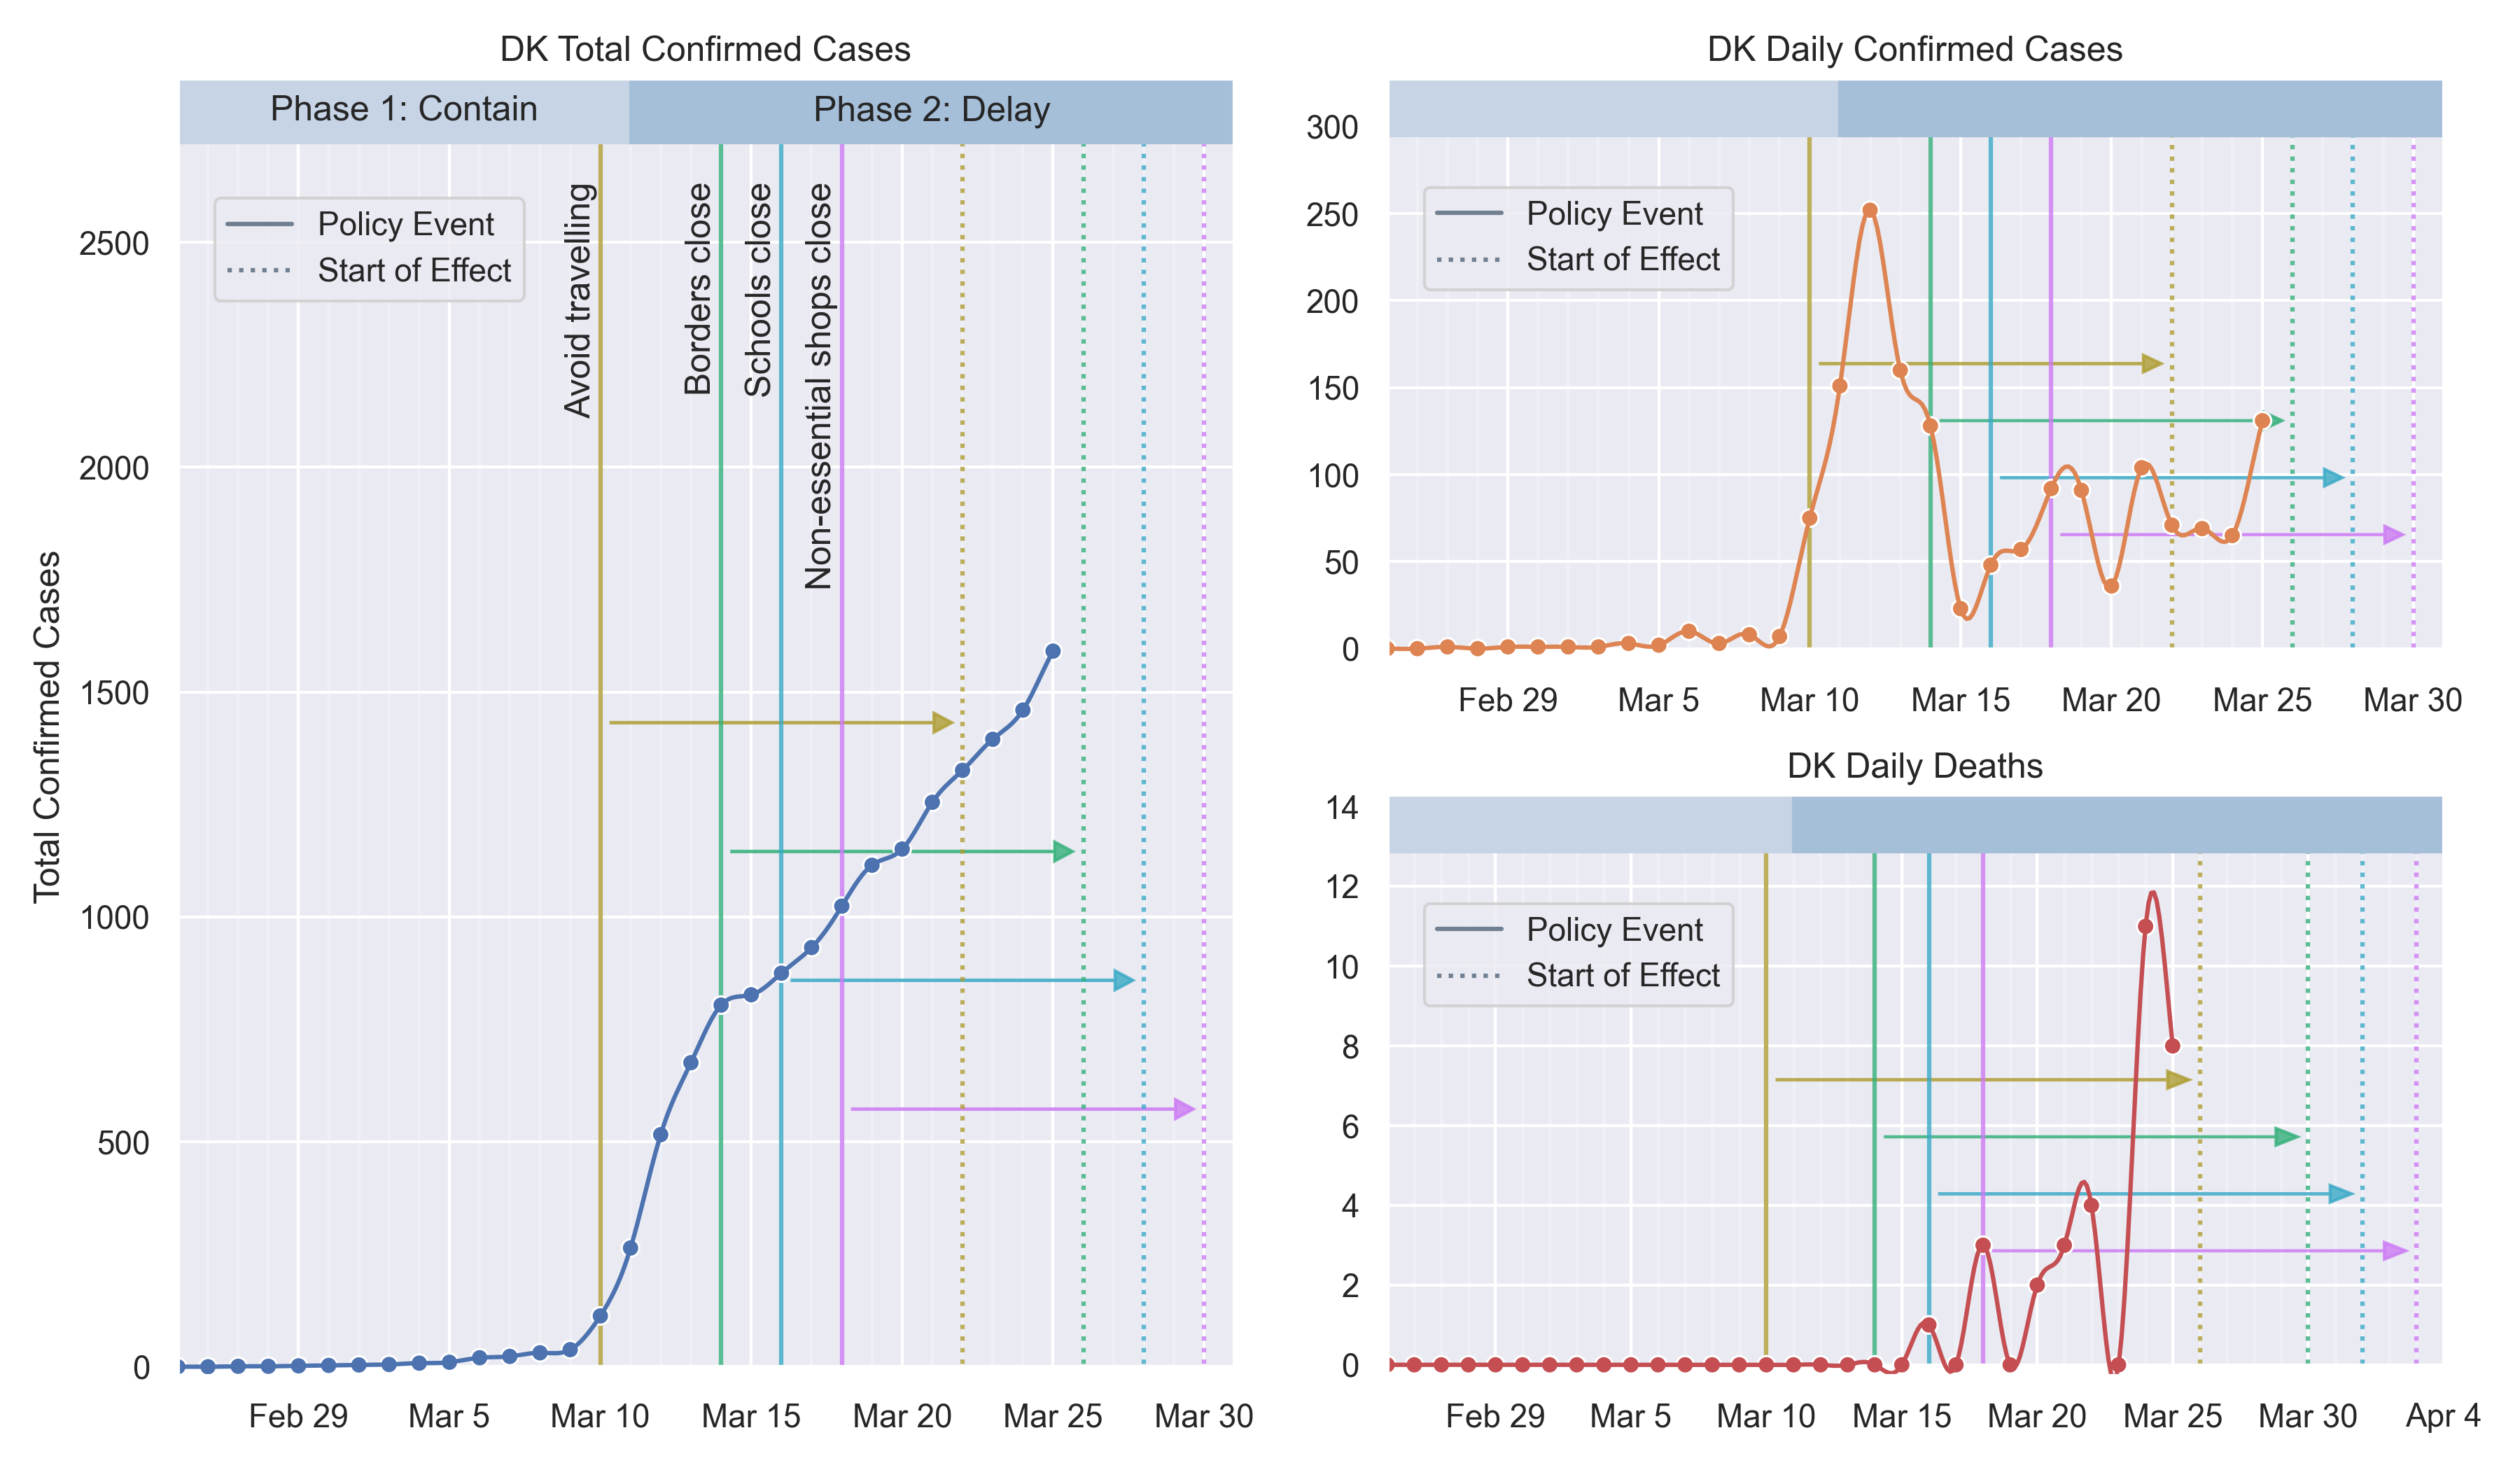 DK Total Confirmed Cases
Phase 1: Contain
Phase 2: Delay
Policy Event
Start of Effect
Avoid travelling
Borders close
Schools close
Non-essential shops close
Total Confirmed Cases
2500
2000
1500
1000
500
0
Feb 29
Mar 5
Mar 10
Mar 15
Mar 20
Mar 25
Mar 30
DK Daily Confirmed Cases
300
250
200
150
100
50
0
Policy Event
Start of Effect
Feb 29
Mar 5
Mar 10
Mar 15
Mar 20
Mar 25
Mar 30
DK Daily Deaths
14
12
10
8
6
4
2
0
Policy Event
Start of Effect
Feb 29
Mar 5
Mar 10
Mar 15
Mar 20
Mar 25
Mar 30
Apr 4